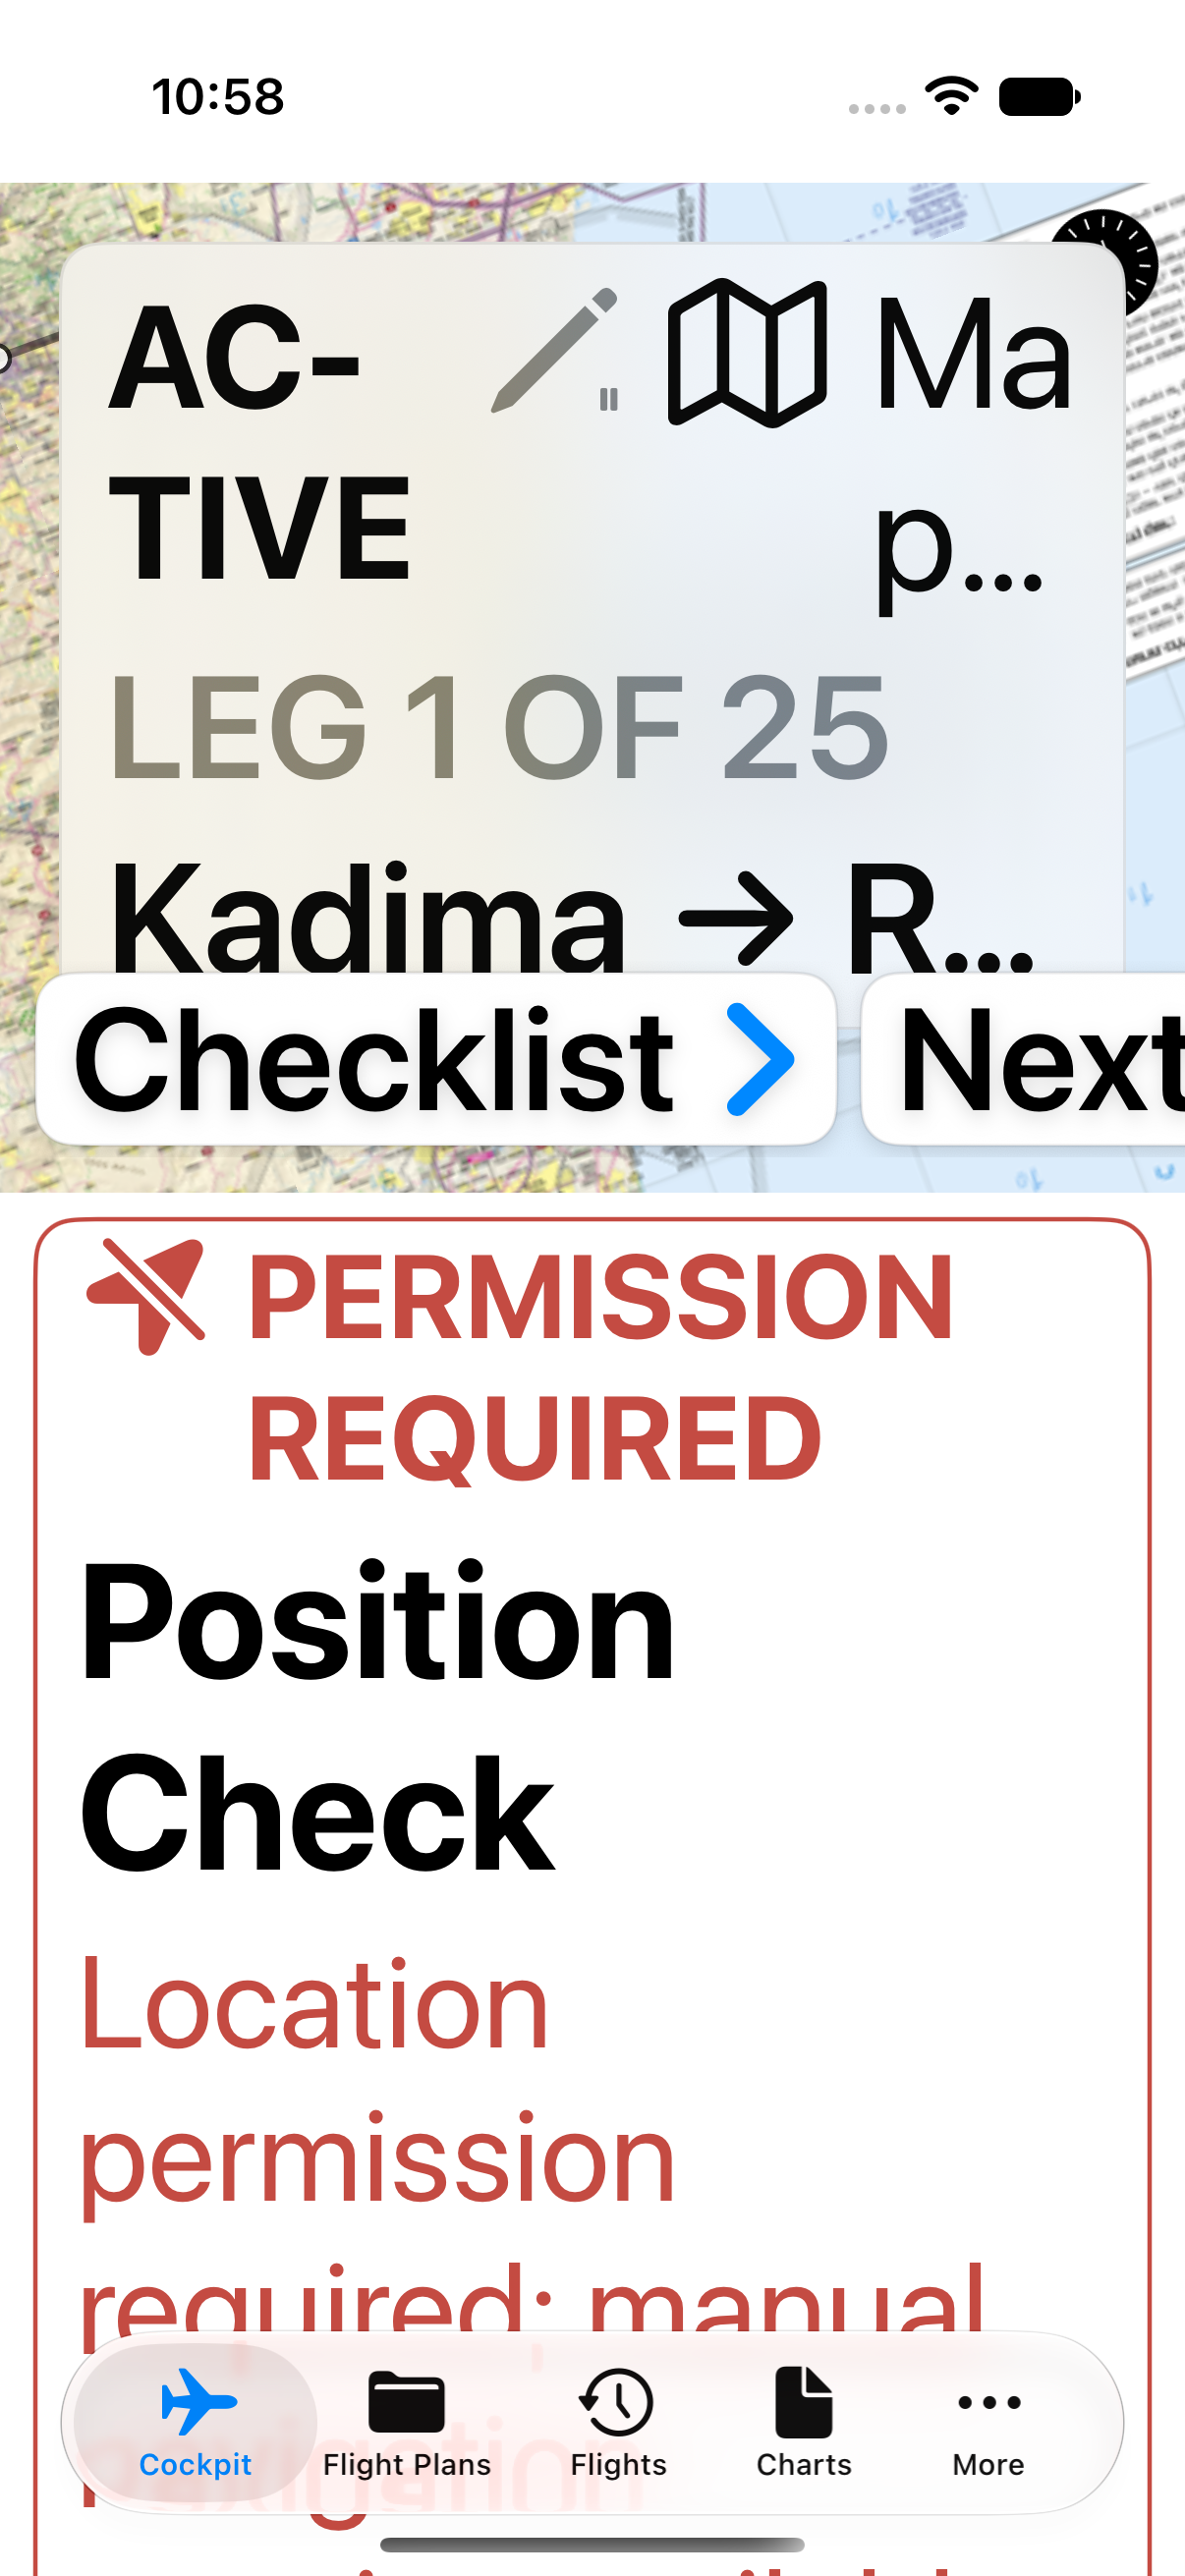 10:58
AC-
TIVE
Ma
p...
LEG 1 OF 25
Kadima → R...
Checklist
Next
PERMISSION
REQUIRED
Position
Check
Location
permission
required; manual
navigation
Cockpit
Flight Plans
Flights
Charts
More